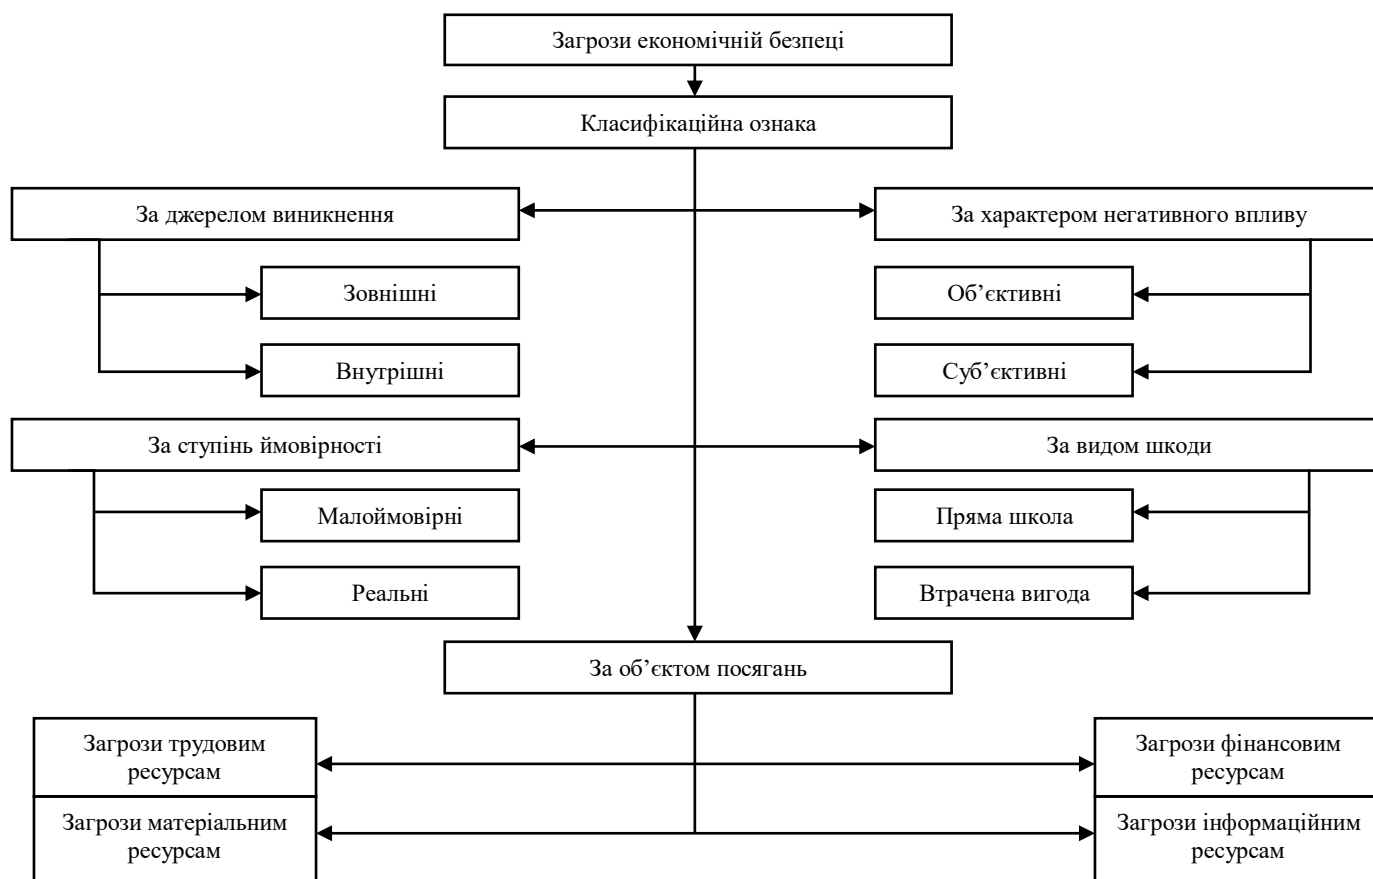 Загрози економічній безпеці
Класифікаційна ознака
За джерелом виникнення
За характером негативного впливу
Зовнішні
Об’єктивні
Внутрішні
Суб’єктивні
За ступінь ймовірності
За видом шкоди
Малоймовірні
Пряма школа
Реальні
Втрачена вигода
За об’єктом посягань
Загрози трудовим
ресурсам
Загрози фінансовим
ресурсам
Загрози матеріальним
ресурсам
Загрози інформаційним
ресурсам